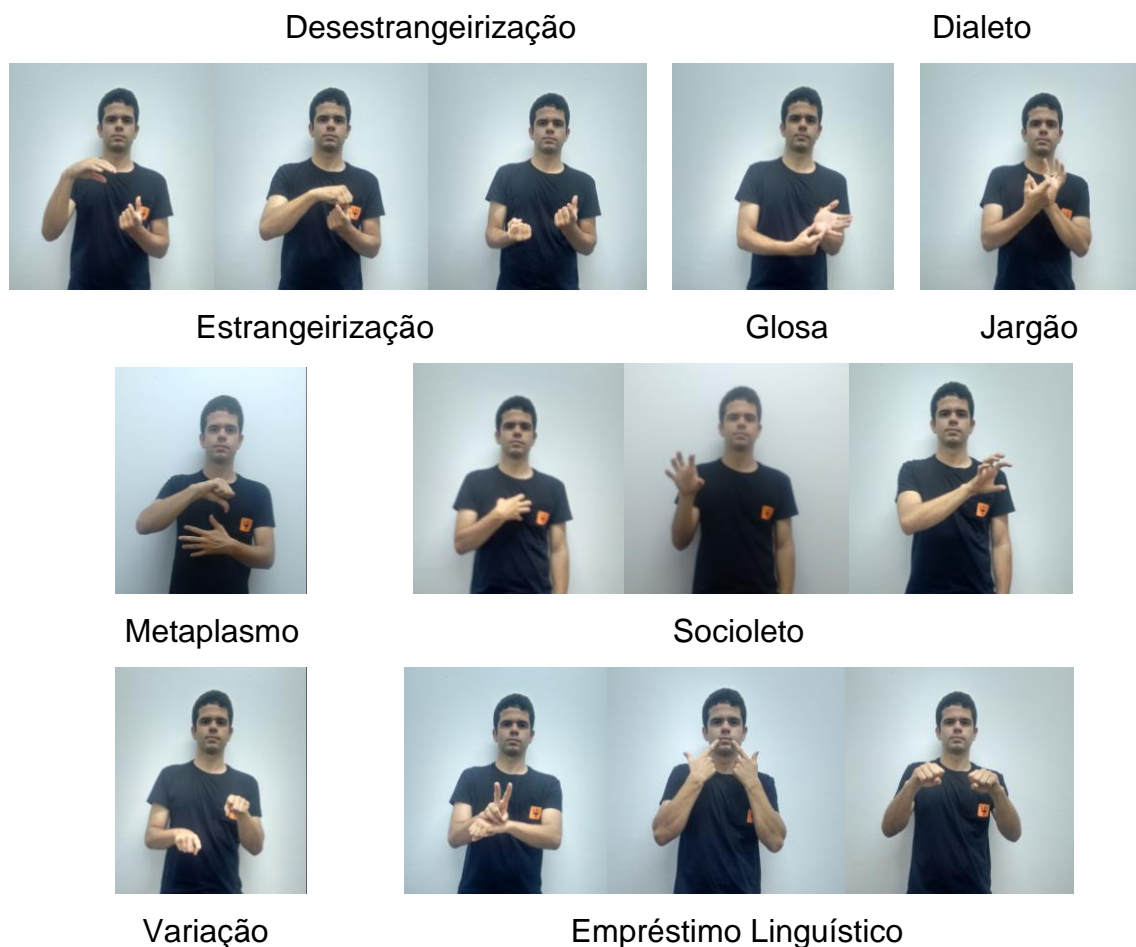 Desestrangeirização Dialeto
Estrangeirização Glosa Jargão
Metaplasmo Socioleto
Variação Empréstimo Linguístico